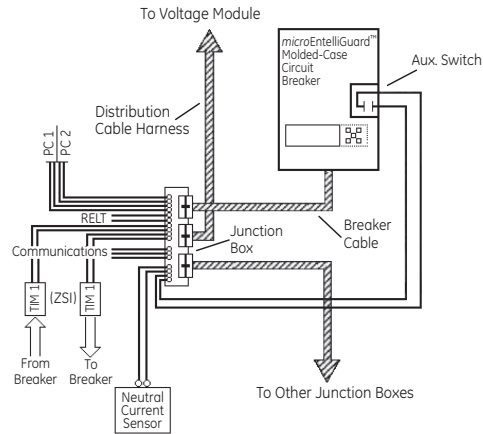 To Voltage Module
microEntelliGuard™
Molded-Case
Circuit
Breaker
Aux. Switch
Distribution
Cable Harness
PC 1
PC 2
RELT
Junction
Box
Breaker
Cable
Communications
TIM 1
(ZSI)
TIM 1
From
Breaker
To
Breaker
Neutral
Current
Sensor
To Other Junction Boxes